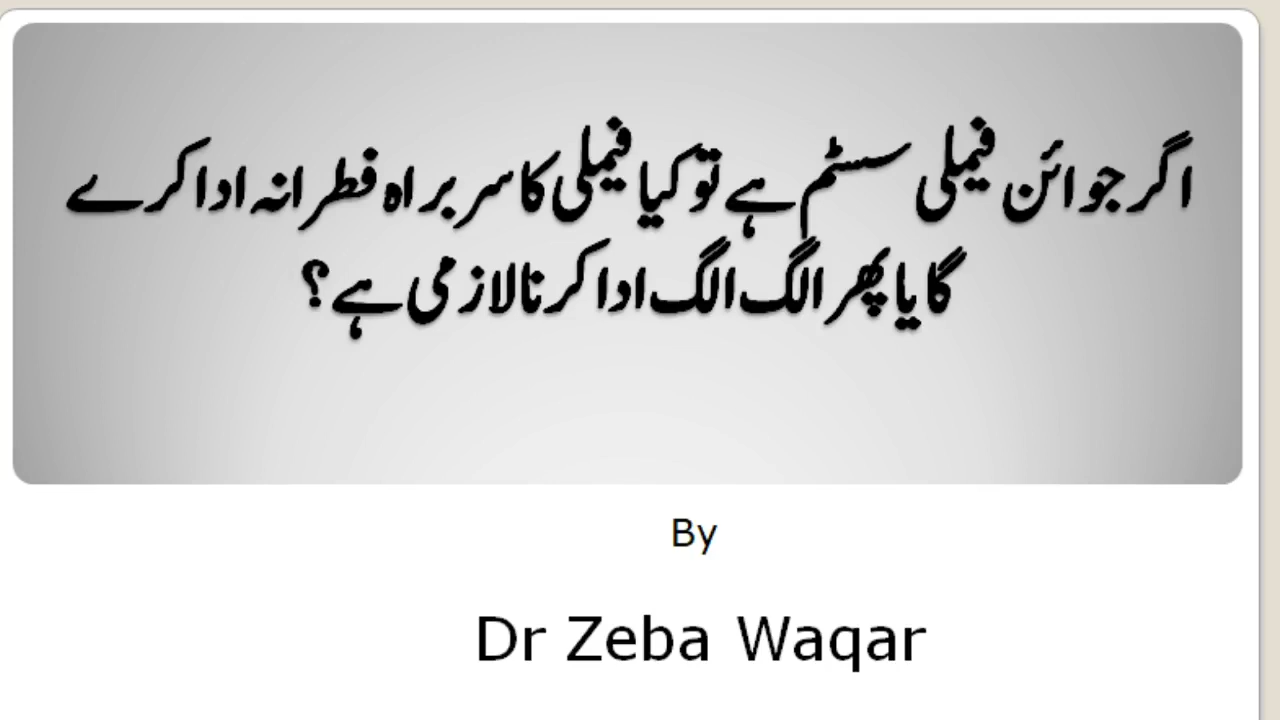 اگر جوائن فیملی سسٹم ہے تو کیا فیملی کا سربراہ فطرانہ ادا کرے
گا یا پھر الگ الگ ادا کرنا لازمی ہے؟
By
Dr Zeba Waqar